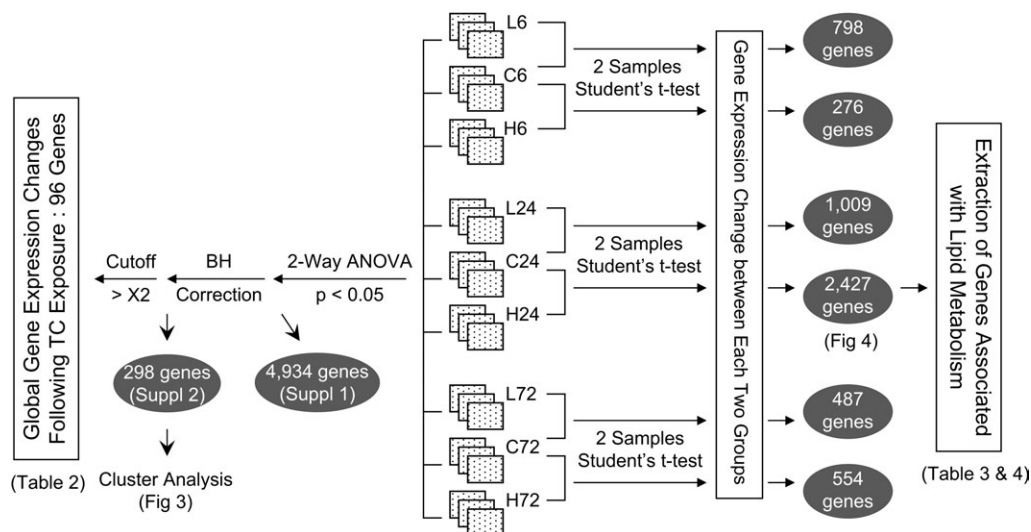 Global Gene Expression Changes
Following TC Exposure : 96 Genes
(Table 2)
Cutoff
> X2
BH
Correction
2-Way ANOVA
p < 0.05
298 genes
(Suppl 2)
4,934 genes
(Suppl 1)
Cluster Analysis
(Fig 3)
L6
C6
H6
2 Samples
Student's t-test
L24
C24
H24
2 Samples
Student's t-test
L72
C72
H72
2 Samples
Student's t-test
Gene Expression Change between Each Two Groups
798
genes
276
genes
1,009
genes
2,427
genes
(Fig 4)
487
genes
554
genes
Extraction of Genes Associated
with Lipid Metabolism
(Table 3 & 4)